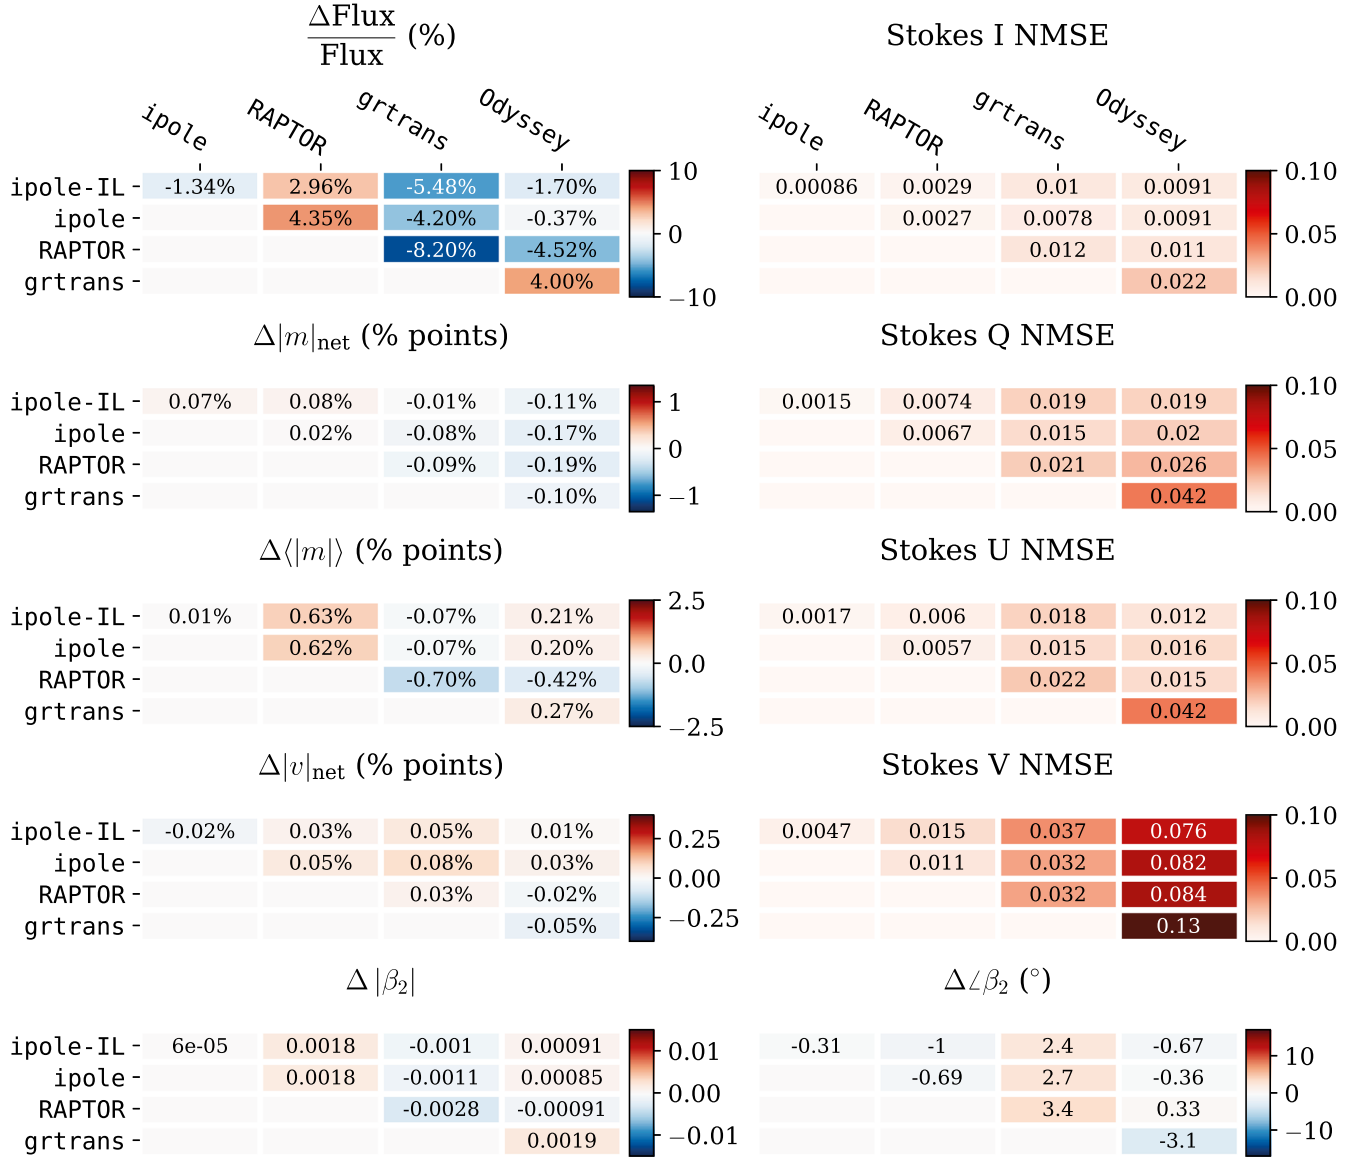 ΔFlux/Flux (%)
ipole RAPTOR grtrans Odyssey
ipole-IL -1.34% 2.96% -5.48% -1.70% 10
ipole 4.35% -4.20% -0.37% 0
RAPTOR -8.20% -4.52%
grtrans 4.00% −10
Stokes I NMSE
ipole RAPTOR grtrans Odyssey
0.00086 0.0029 0.01 0.0091 0.10
0.0027 0.0078 0.0091 0.05
0.012 0.011
0.022 0.00
Δ|m|net (% points)
ipole-IL 0.07% 0.08% -0.01% -0.11% 1
ipole 0.02% -0.08% -0.17% 0
RAPTOR -0.09% -0.19%
grtrans -0.10% −1
Stokes Q NMSE
0.0015 0.0074 0.019 0.019 0.10
0.0067 0.015 0.02 0.05
0.021 0.026
0.042 0.00
Δ⟨|m|⟩ (% points)
ipole-IL 0.01% 0.63% -0.07% 0.21% 2.5
ipole 0.62% -0.07% 0.20% 0.0
RAPTOR -0.70% -0.42%
grtrans 0.27% −2.5
Stokes U NMSE
0.0017 0.006 0.018 0.012 0.10
0.0057 0.015 0.016 0.05
0.022 0.015
0.042 0.00
Δ|v|net (% points)
ipole-IL -0.02% 0.03% 0.05% 0.01% 0.25
ipole 0.05% 0.08% 0.03% 0.00
RAPTOR 0.03% -0.02%
grtrans -0.05% −0.25
Stokes V NMSE
0.0047 0.015 0.037 0.076 0.10
0.011 0.032 0.082 0.05
0.032 0.084
0.13 0.00
Δ |β₂|
ipole-IL 6e-05 0.0018 -0.001 0.00091 0.01
ipole 0.0018 -0.0011 0.00085 0.00
RAPTOR -0.0028 -0.00091
grtrans 0.0019 −0.01
Δ∠β₂ (°)
-0.31 -1 2.4 -0.67 10
-0.69 2.7 -0.36 0
3.4 0.33
-3.1 −10